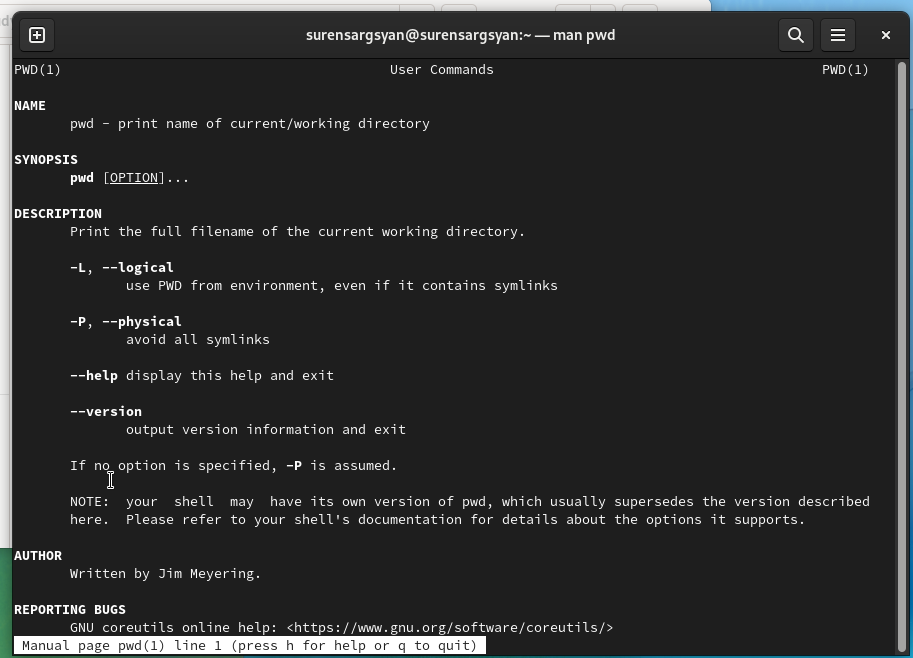 surensargsyan@surensargsyan:~ — man pwd
PWD(1) User Commands PWD(1)
NAME
pwd - print name of current/working directory
SYNOPSIS
pwd [OPTION]...
DESCRIPTION
Print the full filename of the current working directory.
-L, --logical
use PWD from environment, even if it contains symlinks
-P, --physical
avoid all symlinks
--help display this help and exit
--version
output version information and exit
If no option is specified, -P is assumed.
NOTE:  your  shell  may  have its own version of pwd, which usually supersedes the version described
here.  Please refer to your shell's documentation for details about the options it supports.
AUTHOR
Written by Jim Meyering.
REPORTING BUGS
GNU coreutils online help: <https://www.gnu.org/software/coreutils/>
Manual page pwd(1) line 1 (press h for help or q to quit)